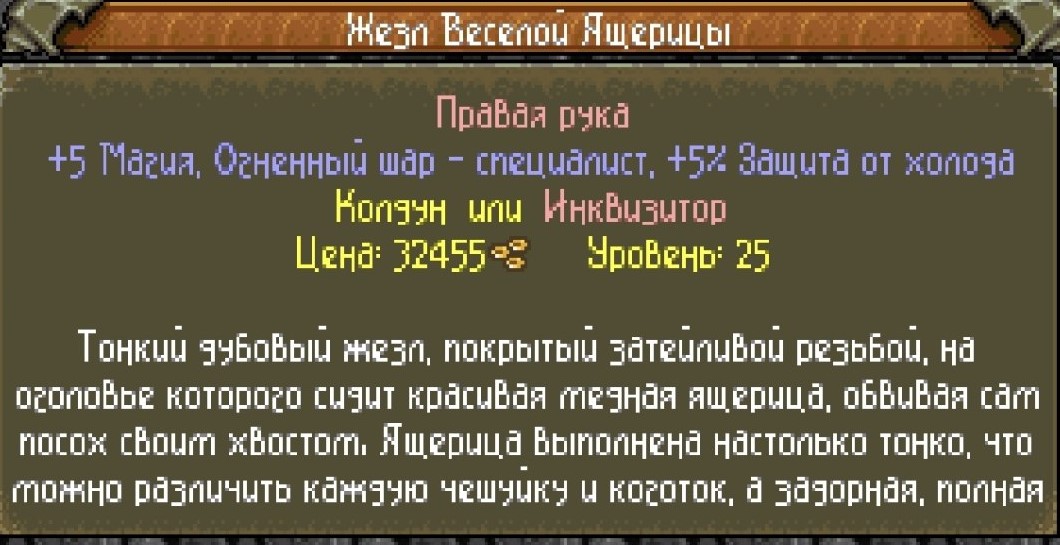 Жезл Веселой Ящерицы
Правая рука
+5 Магия, Огненный шар - специалист, +5% Защита от холода
Колдун или Инквизитор
Цена: 32455 Уровень: 25
Тонкий дубовый жезл, покрытый затейливой резьбой, на
оголовье которого сидит красивая медная ящерица, обвивая сам
посох своим хвостом. Ящерица выполнена настолько тонко, что
можно различить каждую чешуйку и коготок, а задорная, полная